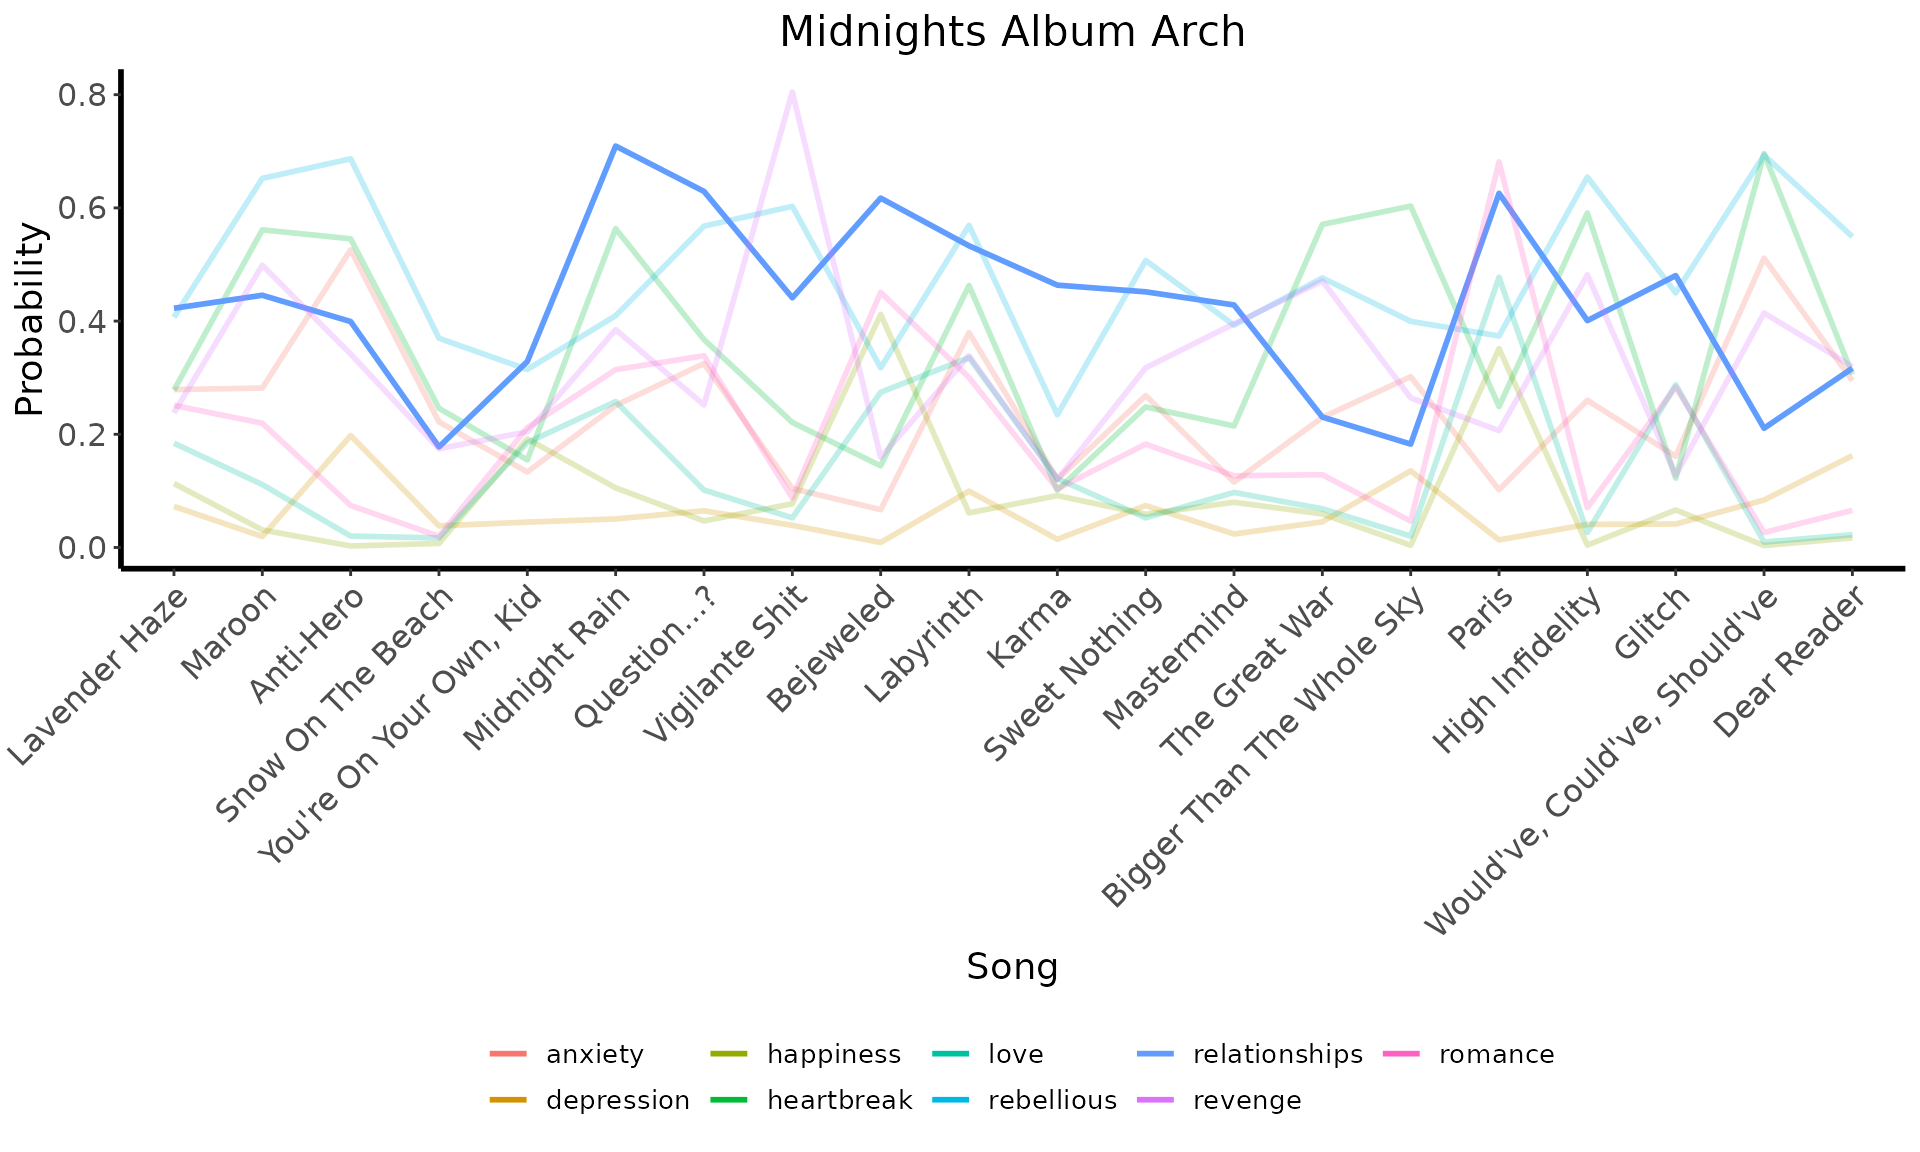 Midnights Album Arch
Probability
0.8
0.6
0.4
0.2
0.0
Lavender Haze
Maroon
Anti-Hero
Snow On The Beach
You're On Your Own, Kid
Midnight Rain
Question...?
Vigilante Shit
Bejeweled
Labyrinth
Karma
Sweet Nothing
Mastermind
The Great War
Bigger Than The Whole Sky
Paris
High Infidelity
Glitch
Would've, Could've, Should've
Dear Reader
Song
anxiety happiness love relationships romance
depression heartbreak rebellious revenge